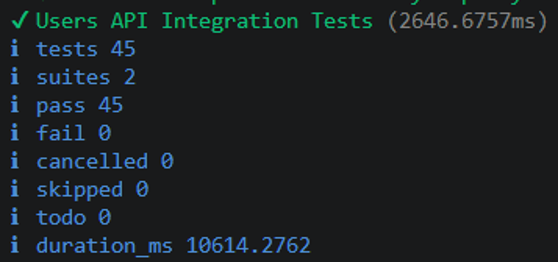 ✓ Users API Integration Tests (2646.6757ms)
ℹ tests 45
ℹ suites 2
ℹ pass 45
ℹ fail 0
ℹ cancelled 0
ℹ skipped 0
ℹ todo 0
ℹ duration_ms 10614.2762